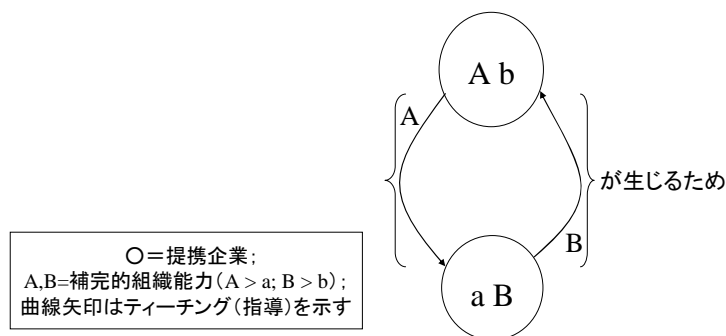 A b
A
が生じるため
B
a B
○=提携企業;
A,B=補完的組織能力(A > a; B > b);
曲線矢印はティーチング(指導)を示す